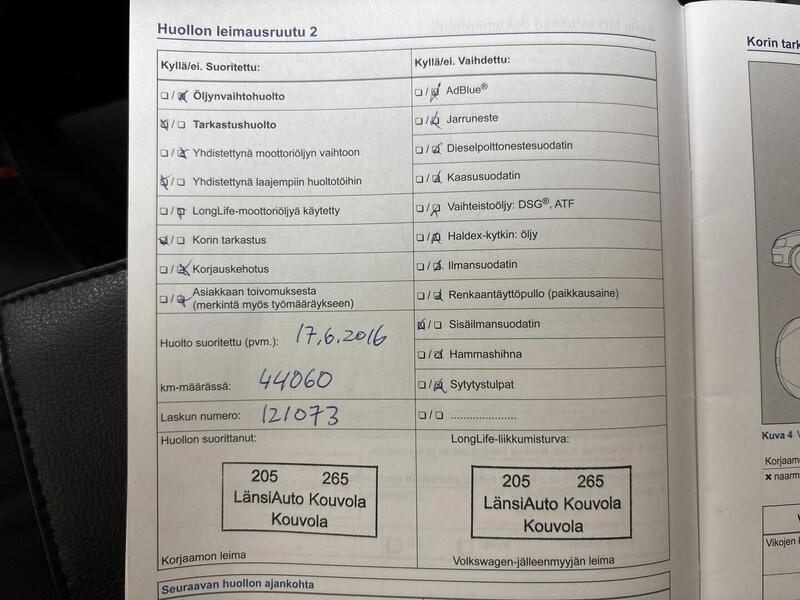 Huollon leimausruutu 2
Kyllä/ei. Suoritettu:
☐ / ☒ Öljynvaihtohuolto
☒ / ☐ Tarkastushuolto
☐ / ☒ Yhdistettynä moottoriöljyn vaihtoon
☒ / ☐ Yhdistettynä laajempiin huoltotöihin
☐ / ☒ LongLife-moottoriöljyä käytetty
☒ / ☐ Korin tarkastus
☐ / ☒ Korjauskehotus
☐ / ☒ Asiakkaan toivomuksesta
(merkintä myös työmääräykseen)
Huolto suoritettu (pvm.): 17.6.2016
km-määrässä: 44060
Laskun numero: 121073
Huollon suorittanut:
205 265
LänsiAuto Kouvola
Kouvola
Korjaamon leima
Kyllä/ei. Vaihdettu:
☐ / ☒ AdBlue®
☐ / ☒ Jarruneste
☐ / ☒ Dieselpolttonestesuodatin
☐ / ☒ Kaasusuodatin
☐ / ☒ Vaihteistoöljy: DSG®, ATF
☐ / ☒ Haldex-kytkin: öljy
☐ / ☒ Ilmansuodatin
☐ / ☒ Renkaantäyttöpullo (paikkausaine)
☒ / ☐ Sisäilmansuodatin
☐ / ☒ Hammashihna
☐ / ☒ Sytytystulpat
☐ / ☐ .....................
LongLife-liikkumisturva:
205 265
LänsiAuto Kouvola
Kouvola
Volkswagen-jälleenmyyjän leima
Seuraavan huollon ajankohta
Korin tark
Kuva 4
Korjaamo
× naarm
Vikojen